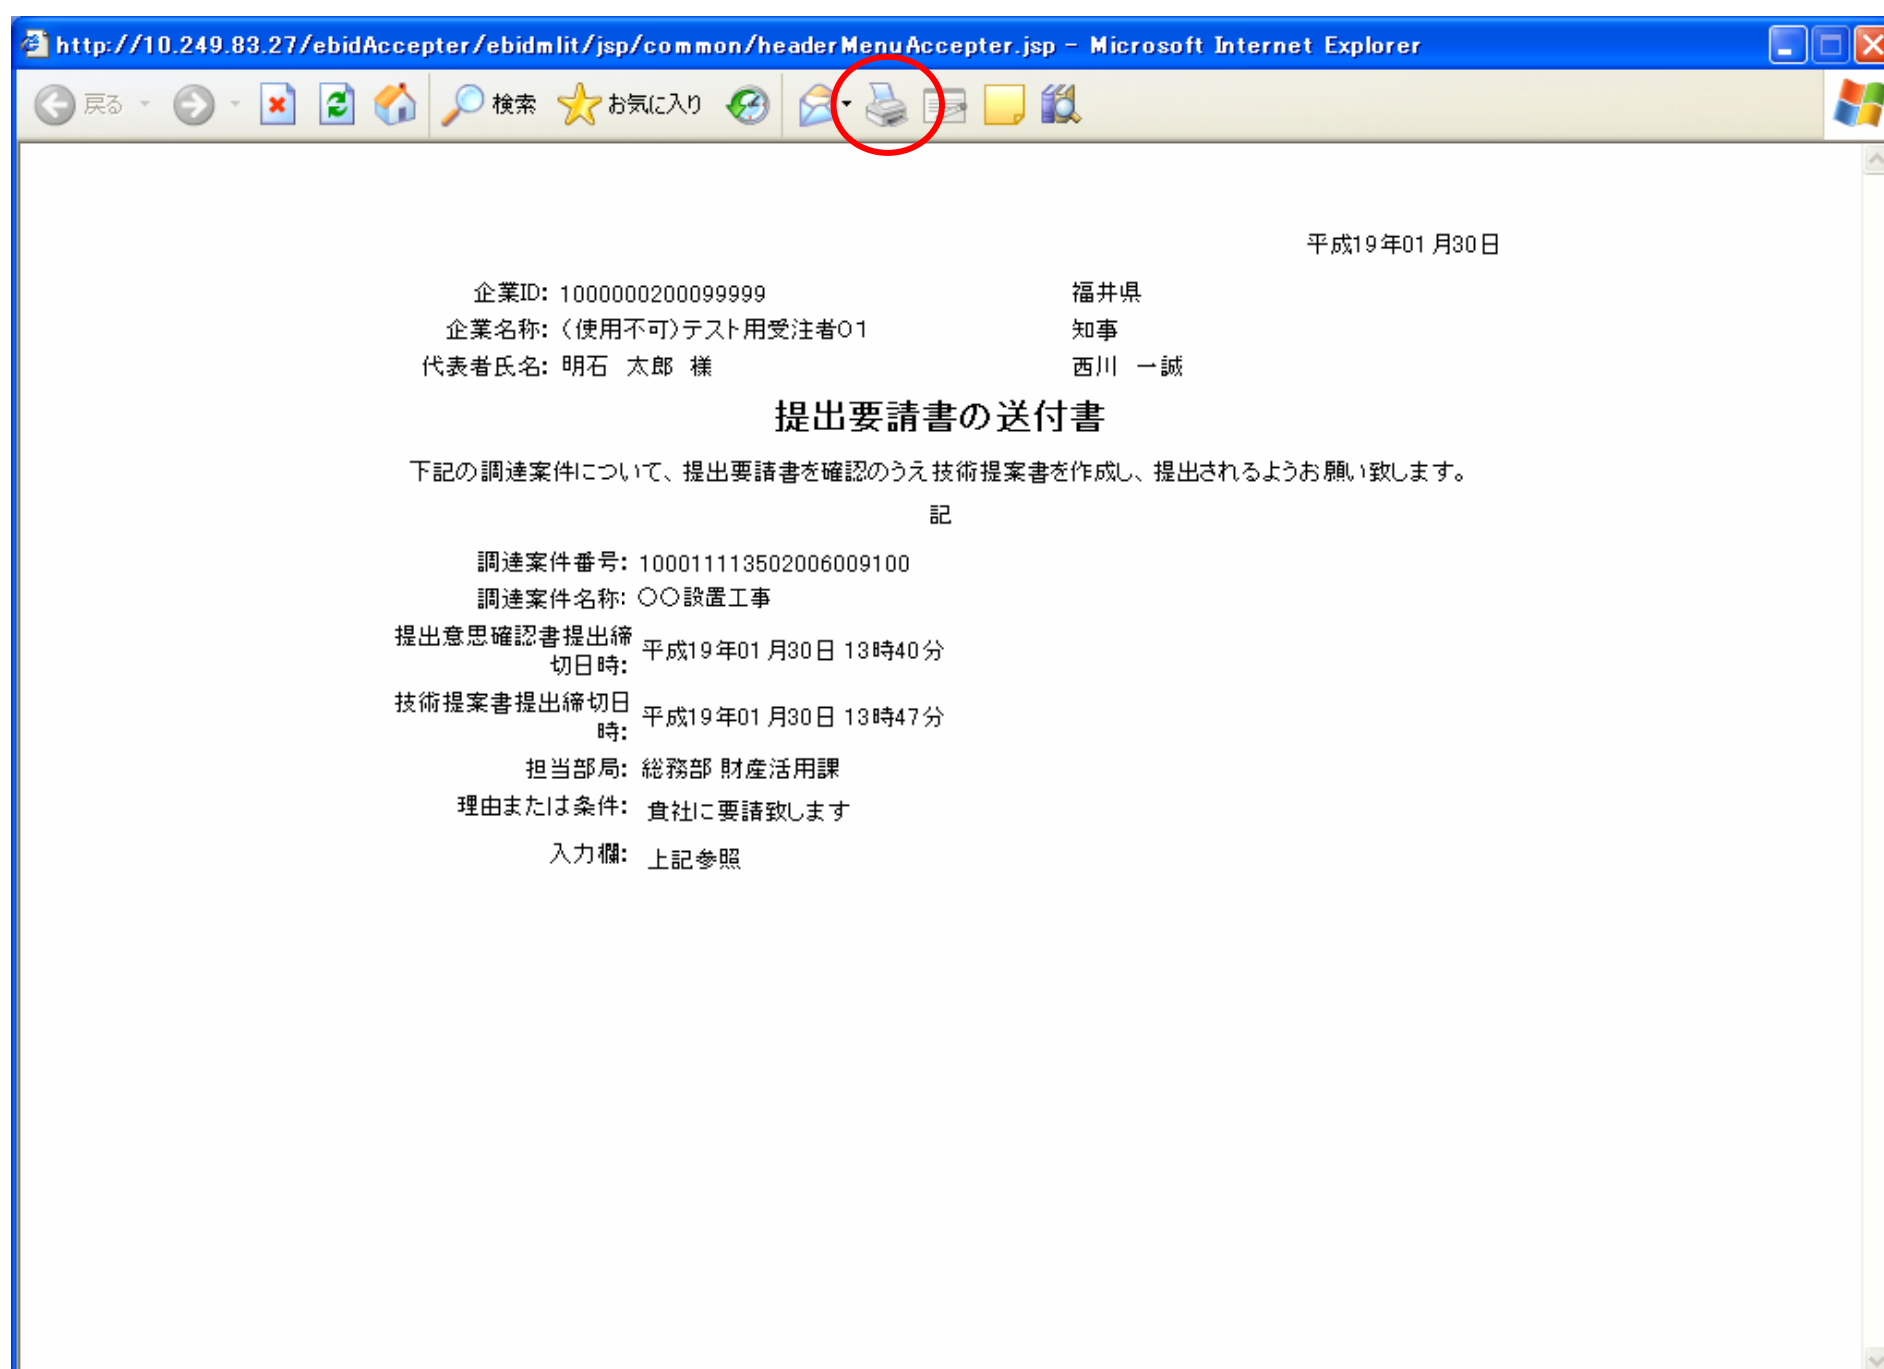 http://10.249.83.27/ebidAccepter/ebidmlit/jsp/common/headerMenuAccepter.jsp - Microsoft Internet Explorer
戻る 検索 お気に入り
平成19年01月30日
企業ID: 1000000200099999 福井県
企業名称: (使用不可)テスト用受注者01 知事
代表者氏名: 明石 太郎 様 西川 一誠
提出要請書の送付書
下記の調達案件について、提出要請書を確認のうえ技術提案書を作成し、提出されるようお願い致します。
記
調達案件番号: 100011113502006009100
調達案件名称: 〇〇設置工事
提出意思確認書提出締
切日時: 平成19年01月30日 13時40分
技術提案書提出締切日
時: 平成19年01月30日 13時47分
担当部局: 総務部 財産活用課
理由または条件: 貴社に要請致します
入力欄: 上記参照